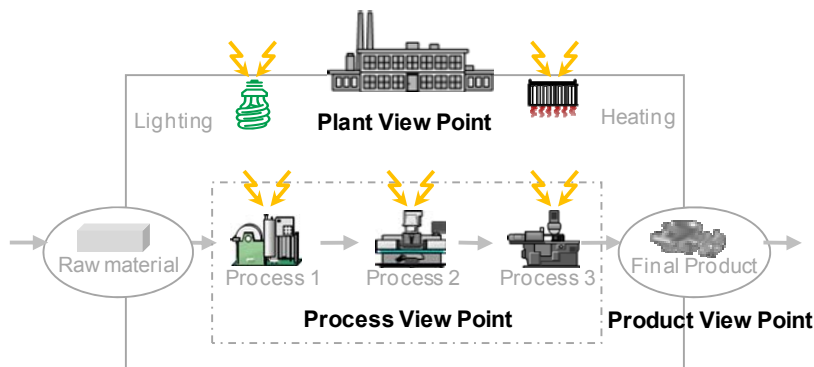 Lighting
Plant View Point
Heating
Raw material
Process 1
Process 2
Process 3
Final Product
Process View Point
Product View Point